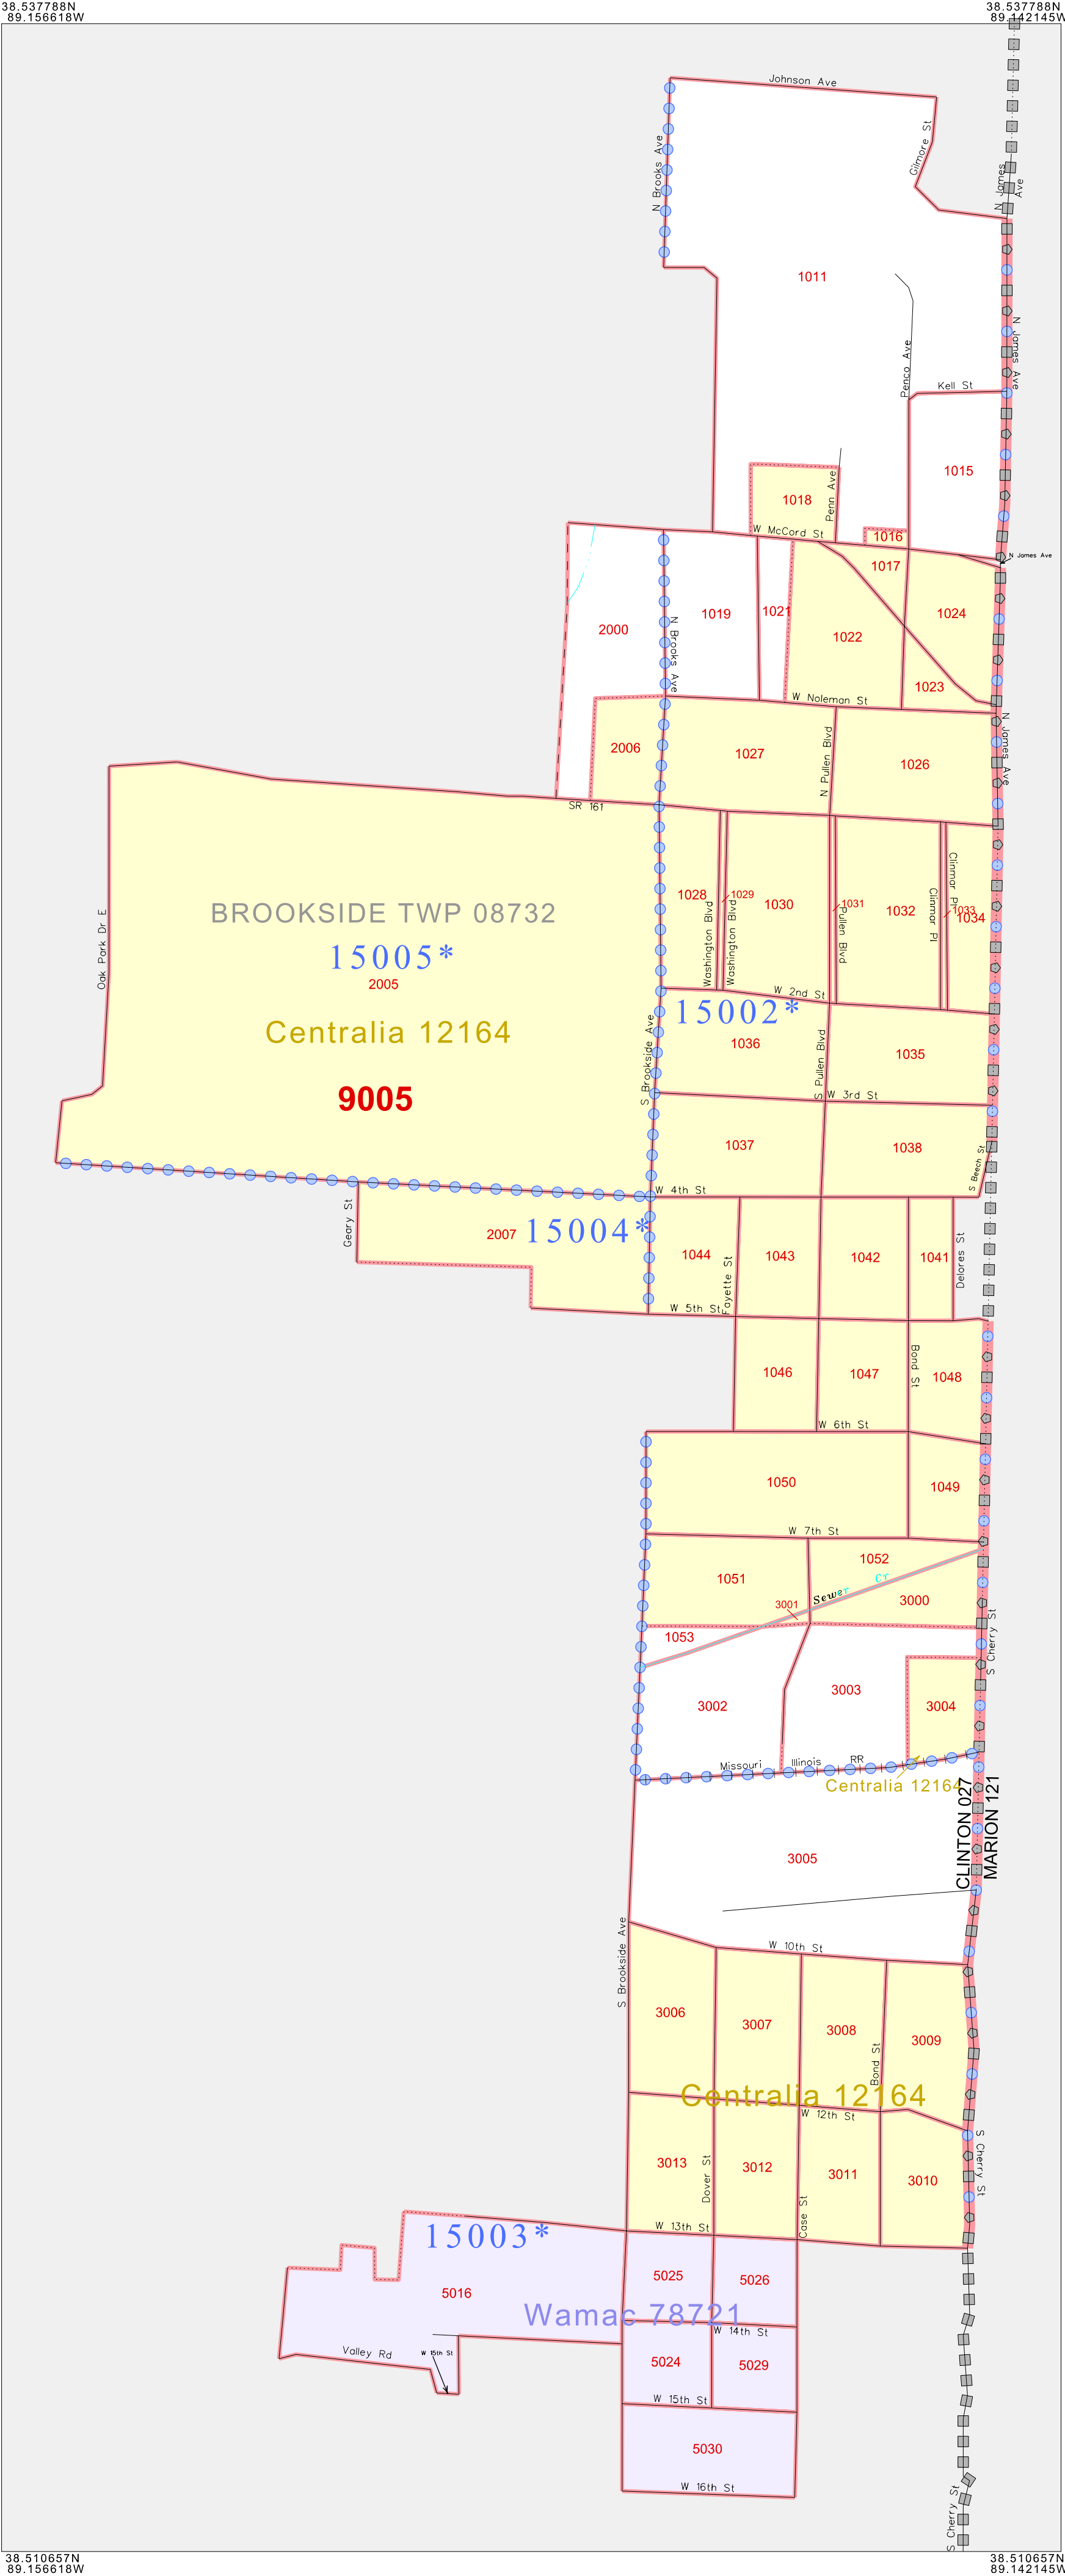 38.537788N
89.156618W
38.537788N
89.142145W
Johnson Ave
Gilmore St
N Brooks Ave
N James Ave
1011
N James Ave
Penco Ave
Kell St
1015
1018
Penn Ave
W McCord St
1016
N James Ave
1017
2000
1019
1021
1022
1024
N Brooks Ave
1023
W Noleman St
2006
1027
N Pullen Blvd
1026
N James Ave
SR 161
1028
1029
1030
1031
1032
1033
1034
Washington Blvd
Washington Blvd
Pullen Blvd
Clinmar Pl
Clinmar Pl
Oak Park Dr E
BROOKSIDE TWP 08732
15005*
2005
Centralia 12164
9005
W 2nd St
15002*
1036
S Brookside Ave
S Pullen Blvd
1035
W 3rd St
1037
1038
S Beech St
W 4th St
Geary St
2007
15004*
1044
Fayette St
1043
1042
1041
Delores St
W 5th St
1046
1047
Bond St
1048
W 6th St
1050
1049
W 7th St
1051
1052
Sewer Cr
3001
3000
1053
S Cherry St
3002
3003
3004
Missouri Illinois RR
Centralia 12164
CLINTON 027
MARION 121
3005
S Brookside Ave
W 10th St
3006
3007
3008
3009
Bond St
Centralia 12164
W 12th St
3013
Dover St
3012
3011
3010
S Cherry St
Case St
W 13th St
15003*
5016
5025
5026
Wamac 78721
W 14th St
Valley Rd
W 15th St
5024
5029
W 15th St
5030
W 16th St
S Cherry St
38.510657N
89.156618W
38.510657N
89.142145W